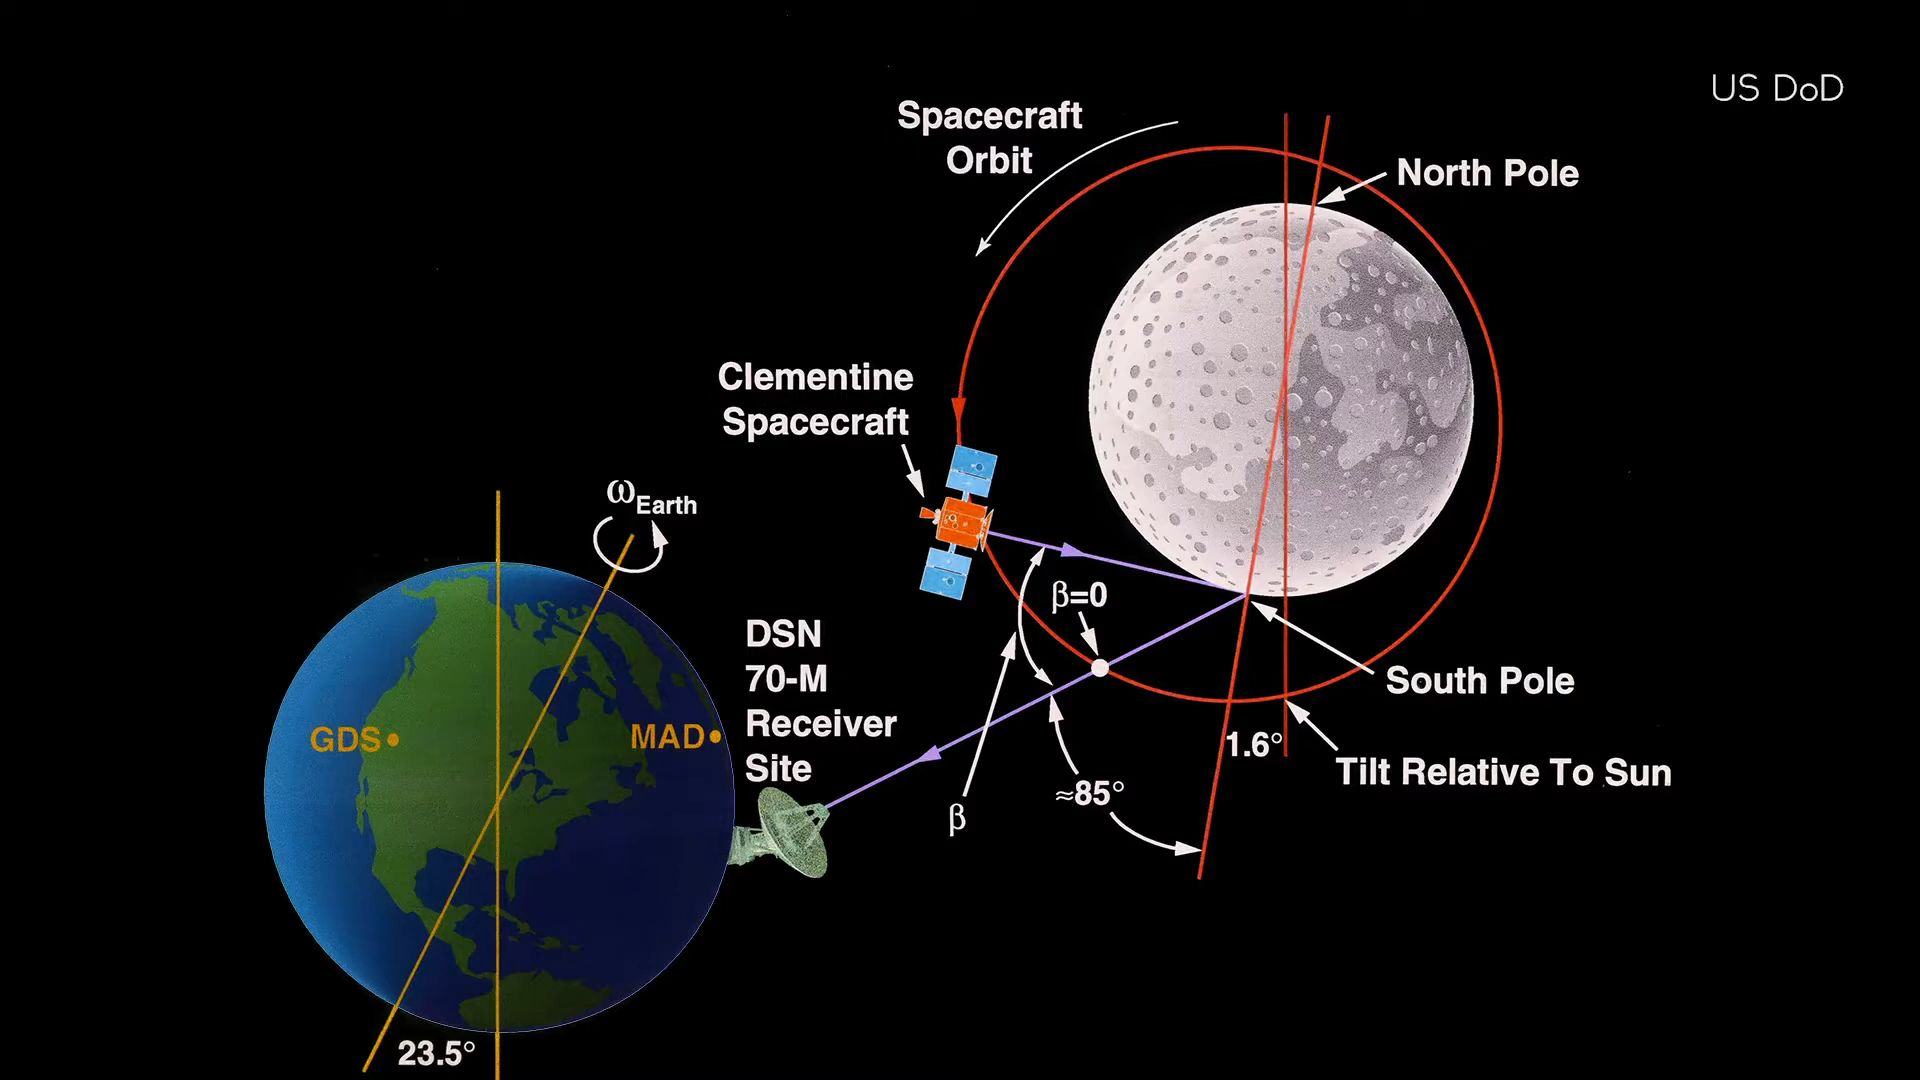 US DoD
Spacecraft
Orbit
North Pole
Clementine
Spacecraft
ωEarth
β=0
DSN
70-M
Receiver
Site
South Pole
GDS
MAD
1.6°
Tilt Relative To Sun
≈85°
β
23.5°